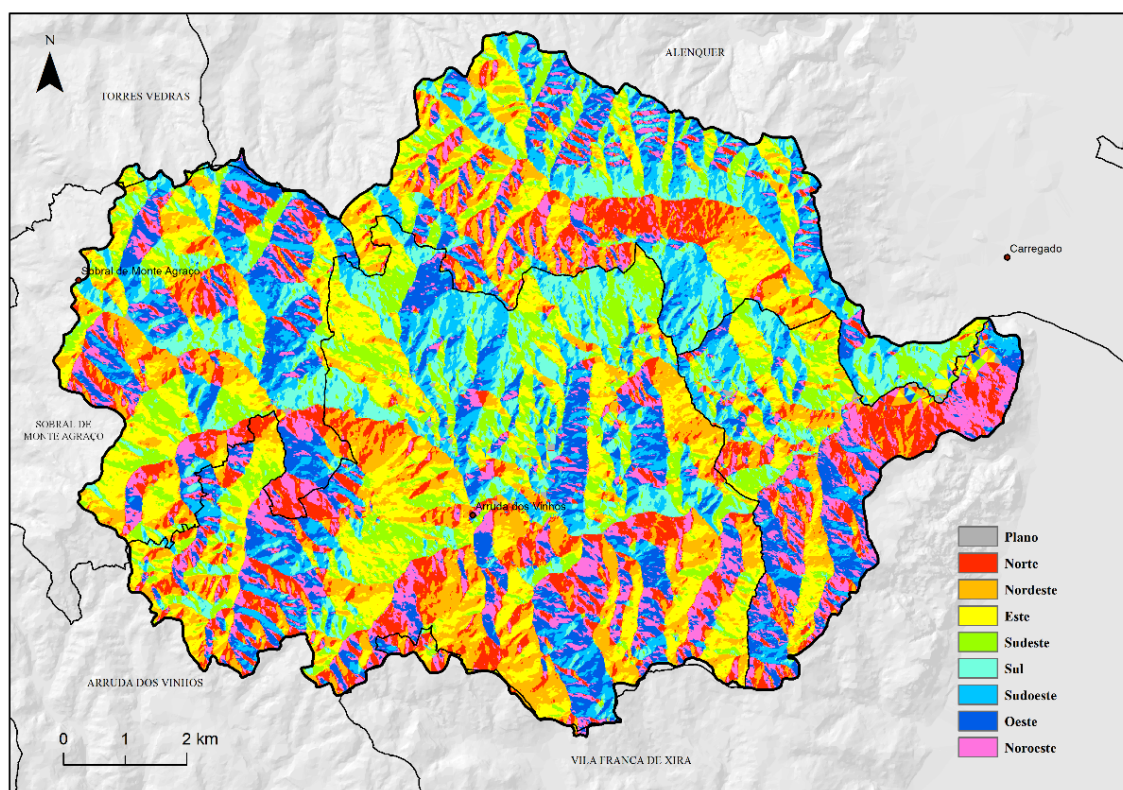 N
ALENQUER
TORRES VEDRAS
Carregado
Sobral de Monte Agraço
SOBRAL DE
MONTE AGRAÇO
Arruda dos Vinhos
Plano
Norte
Nordeste
Este
Sudeste
Sul
Sudoeste
Oeste
Noroeste
ARRUDA DOS VINHOS
0 1 2 km
VILA FRANCA DE XIRA